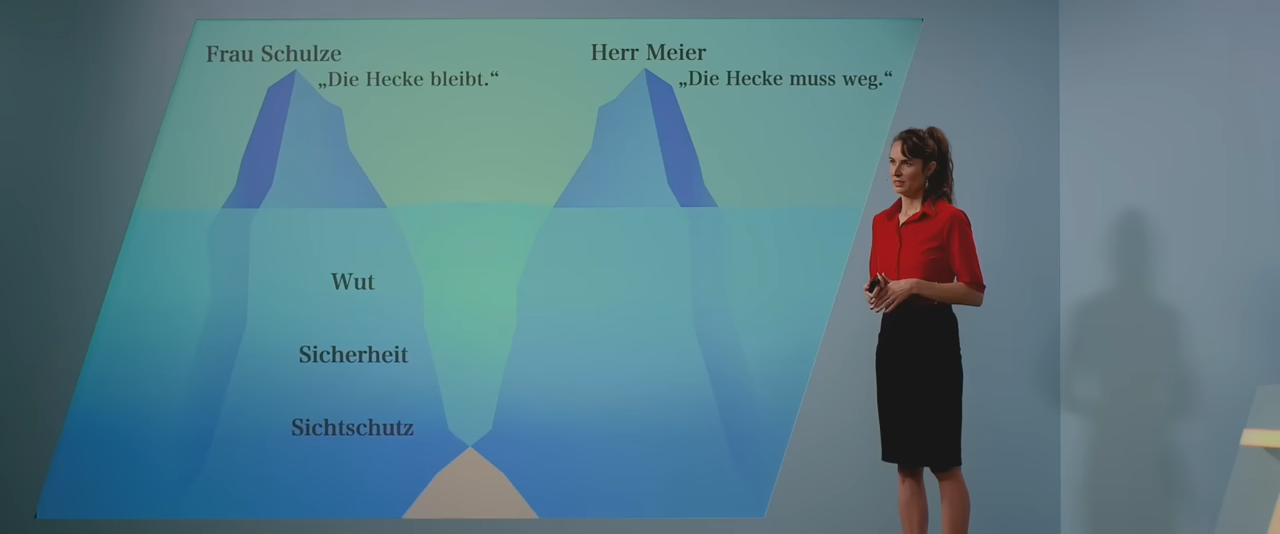 Frau Schulze
„Die Hecke bleibt.“
Herr Meier
„Die Hecke muss weg.“
Wut
Sicherheit
Sichtschutz